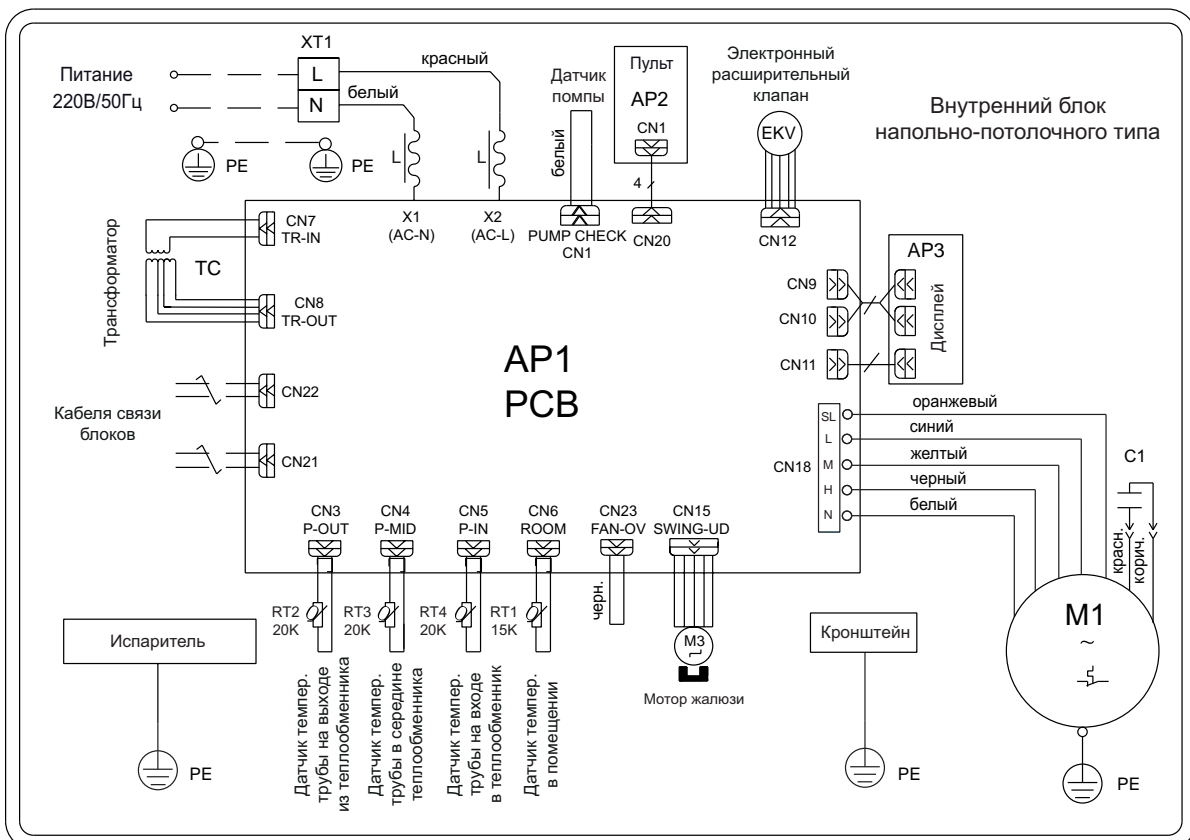 XT1
Питание
220В/50Гц
L
N
красный
белый
PE
PE
L
L
Датчик
помпы
белый
Пульт
AP2
CN1
4
Электронный
расширительный
клапан
EKV
Внутренний блок
напольно-потолочного типа
Трансформатор
TC
CN7
TR-IN
CN8
TR-OUT
X1
(AC-N)
X2
(AC-L)
PUMP CHECK
CN1
CN20
CN12
AP3
Дисплей
CN9
CN10
CN11
AP1
PCB
Кабеля связи
блоков
CN22
CN21
CN18
SL
L
M
H
N
оранжевый
синий
желтый
черный
белый
C1
красн.
корич.
M1
~
PE
CN3
P-OUT
CN4
P-MID
CN5
P-IN
CN6
ROOM
CN23
FAN-OV
CN15
SWING-UD
RT2
20K
RT3
20K
RT4
20K
RT1
15K
черн.
M3
Мотор жалюзи
Испаритель
PE
Кронштейн
PE
Датчик темпер.
трубы на выходе
из теплообменника
Датчик темпер.
трубы в середине
теплообменника
Датчик темпер.
трубы на входе
в теплообменник
Датчик темпер.
в помещении